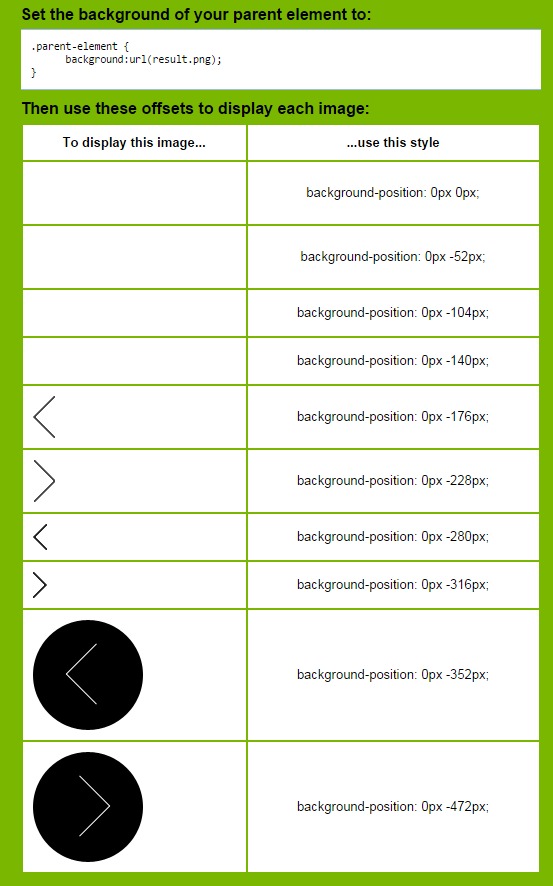 Set the background of your parent element to:
.parent-element {
background:url(result.png);
}
Then use these offsets to display each image:
To display this image... ...use this style
background-position: 0px 0px;
background-position: 0px -52px;
background-position: 0px -104px;
background-position: 0px -140px;
background-position: 0px -176px;
background-position: 0px -228px;
background-position: 0px -280px;
background-position: 0px -316px;
background-position: 0px -352px;
background-position: 0px -472px;